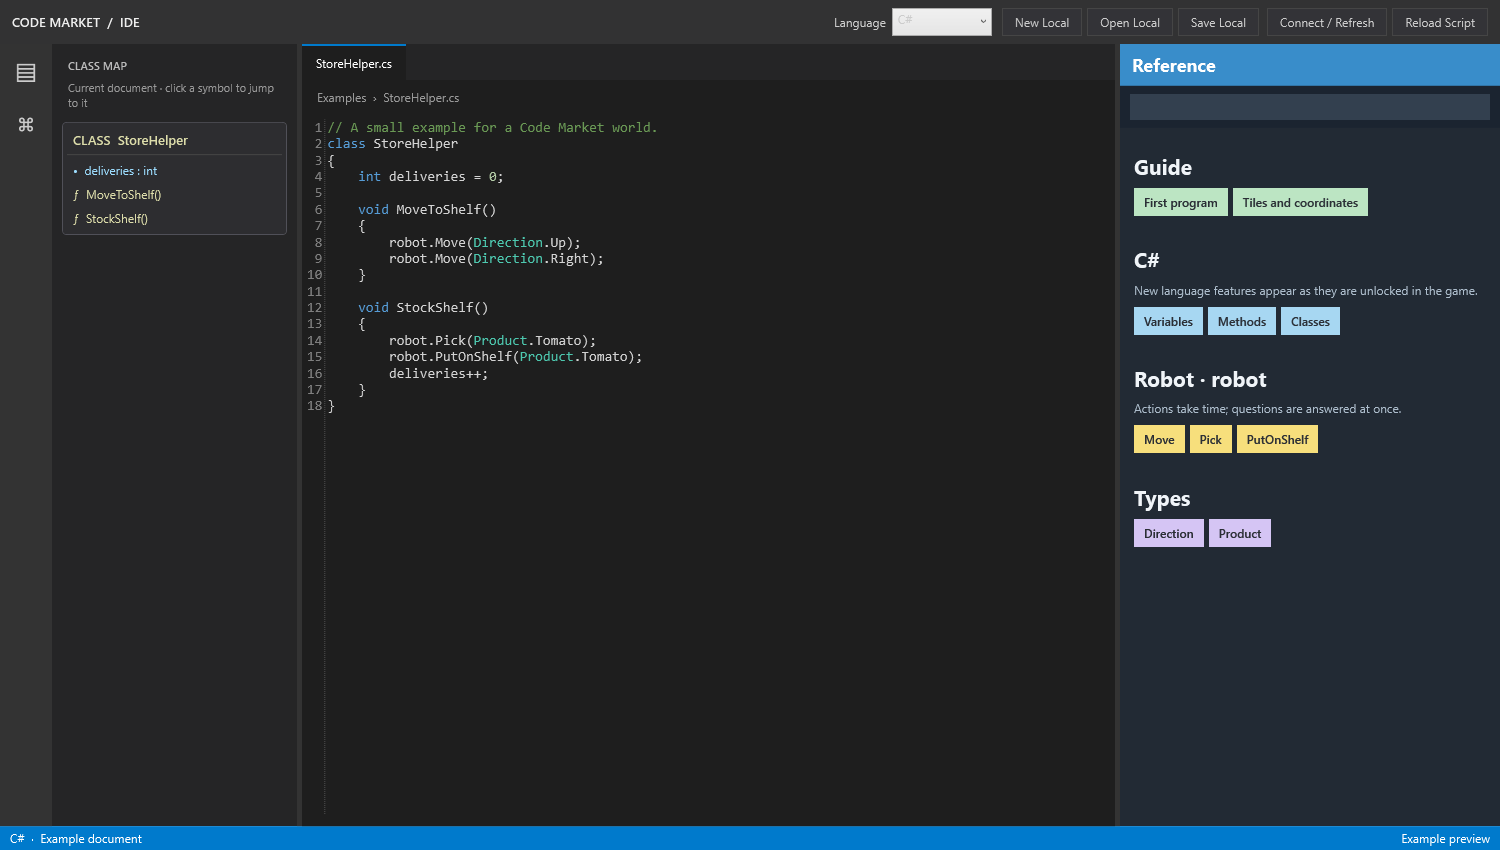 CODE MARKET / IDE
Language C# New Local Open Local Save Local Connect / Refresh Reload Script
CLASS MAP
Current document · click a symbol to jump
to it
CLASS StoreHelper
• deliveries : int
ƒ MoveToShelf()
ƒ StockShelf()
StoreHelper.cs
Examples › StoreHelper.cs
1 // A small example for a Code Market world.
2 class StoreHelper
3 {
4     int deliveries = 0;
5
6     void MoveToShelf()
7     {
8         robot.Move(Direction.Up);
9         robot.Move(Direction.Right);
10     }
11
12     void StockShelf()
13     {
14         robot.Pick(Product.Tomato);
15         robot.PutOnShelf(Product.Tomato);
16         deliveries++;
17     }
18 }
Reference
Guide
First program Tiles and coordinates
C#
New language features appear as they are unlocked in the game.
Variables Methods Classes
Robot · robot
Actions take time; questions are answered at once.
Move Pick PutOnShelf
Types
Direction Product
C# · Example document
Example preview